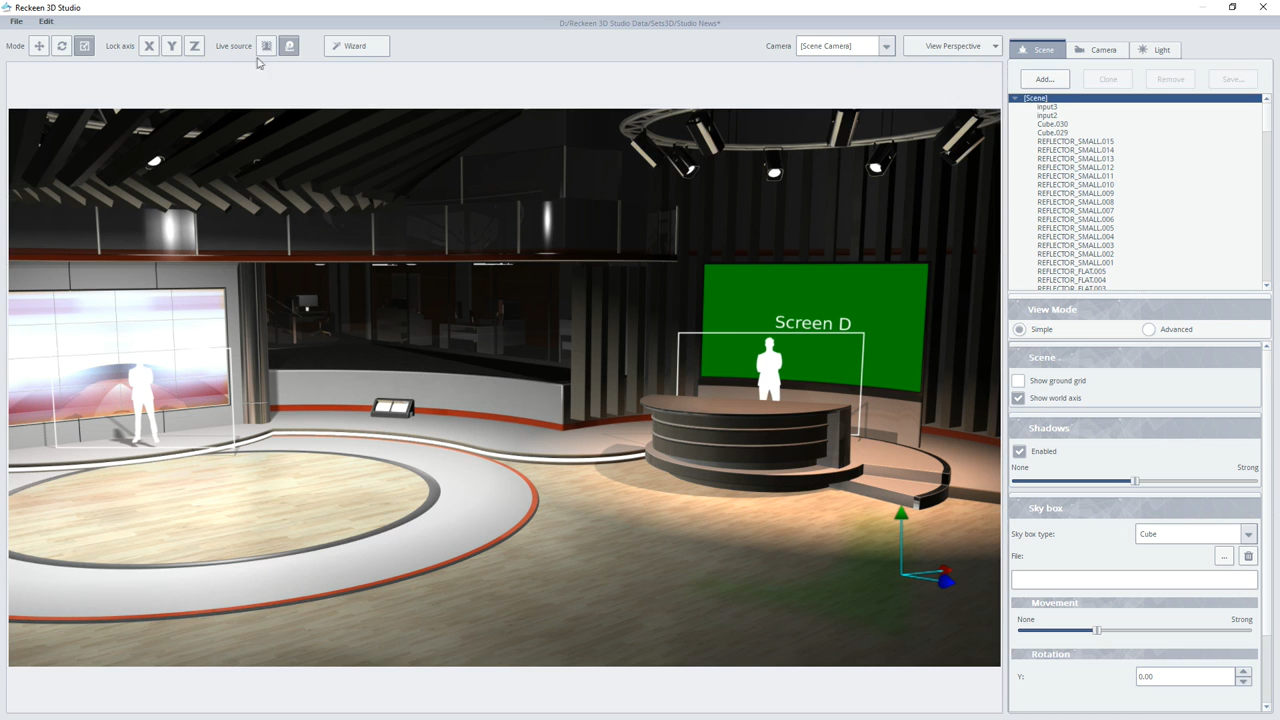 Reckeen 3D Studio
File Edit
D:/Reckeen 3D Studio Data/Sets3D/Studio News*
Mode Lock axis X Y Z Live source Wizard Camera [Scene Camera] View Perspective
Scene Camera Light
Add... Clone Remove Save...
[Scene]
input3
input2
Cube.030
Cube.029
REFLECTOR_SMALL.015
REFLECTOR_SMALL.014
REFLECTOR_SMALL.013
REFLECTOR_SMALL.012
REFLECTOR_SMALL.011
REFLECTOR_SMALL.010
REFLECTOR_SMALL.009
REFLECTOR_SMALL.008
REFLECTOR_SMALL.007
REFLECTOR_SMALL.006
REFLECTOR_SMALL.005
REFLECTOR_SMALL.004
REFLECTOR_SMALL.003
REFLECTOR_SMALL.002
REFLECTOR_SMALL.001
REFLECTOR_FLAT.005
REFLECTOR_FLAT.004
REFLECTOR_FLAT.003
Screen D
View Mode
Simple Advanced
Scene
Show ground grid
Show world axis
Shadows
Enabled
None Strong
Sky box
Sky box type: Cube
File: ...
Movement
None Strong
Rotation
Y: 0.00